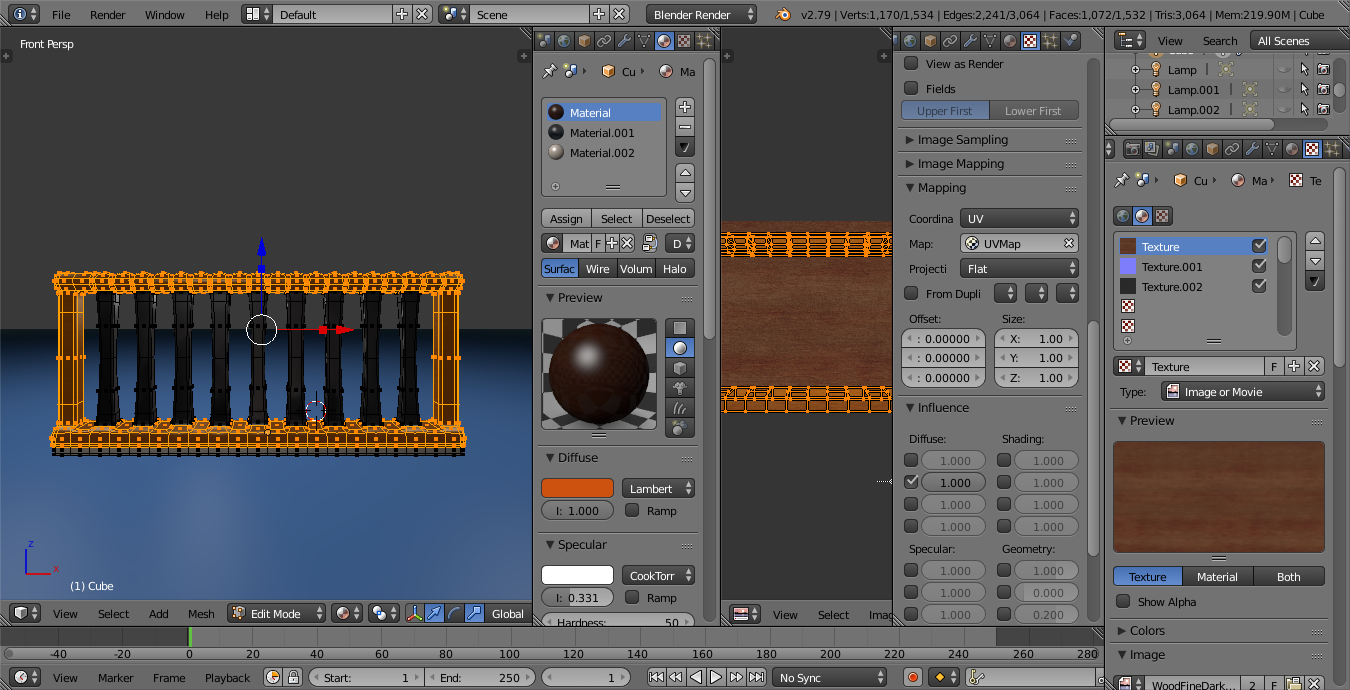 File Render Window Help Default Scene Blender Render v2.79 | Verts:1,170/1,534 | Edges:2,241/3,064 | Faces:1,072/1,532 | Tris:3,064 | Mem:219.90M | Cube
Front Persp
(1) Cube
z
x
View Select Add Mesh Edit Mode Global
Cu Ma
Material
Material.001
Material.002
Assign Select Deselect
Mat F D
Surfac Wire Volum Halo
Preview
Diffuse
Lambert
I: 1.000 Ramp
Specular
CookTorr
I: 0.331 Ramp
Hardness: 50
View Select Imag
View as Render
Fields
Upper First Lower First
Image Sampling
Image Mapping
Mapping
Coordina UV
Map: UVMap
Projecti Flat
From Dupli
Offset: Size:
: 0.00000 X: 1.00
: 0.00000 Y: 1.00
: 0.00000 Z: 1.00
Influence
Diffuse: Shading:
1.000 1.000
1.000 1.000
1.000 1.000
1.000 1.000
Specular: Geometry:
1.000 1.000
1.000 0.000
1.000 0.200
View Search All Scenes
Lamp
Lamp.001
Lamp.002
Cu Ma Te
Texture
Texture.001
Texture.002
Texture F
Type: Image or Movie
Preview
Texture Material Both
Show Alpha
Colors
Image
WoodFineDark... 2 F
-40 -20 0 20 40 60 80 100 120 140 160 180 200 220 240 260 280
View Marker Frame Playback Start: 1 End: 250 1 No Sync